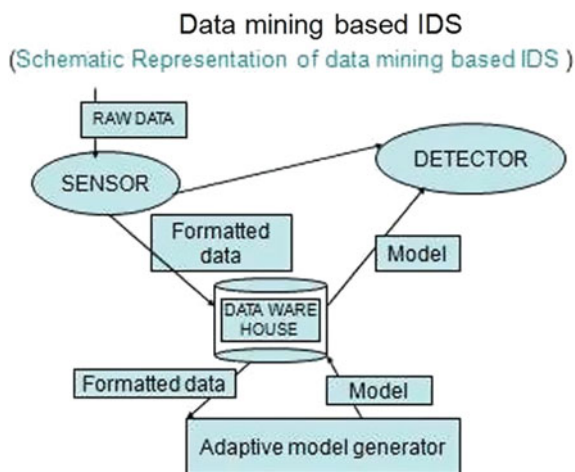 Data mining based IDS
(Schematic Representation of data mining based IDS )
RAW DATA
SENSOR
DETECTOR
Formatted
data
Model
DATA WARE
HOUSE
Formatted data
Model
Adaptive model generator